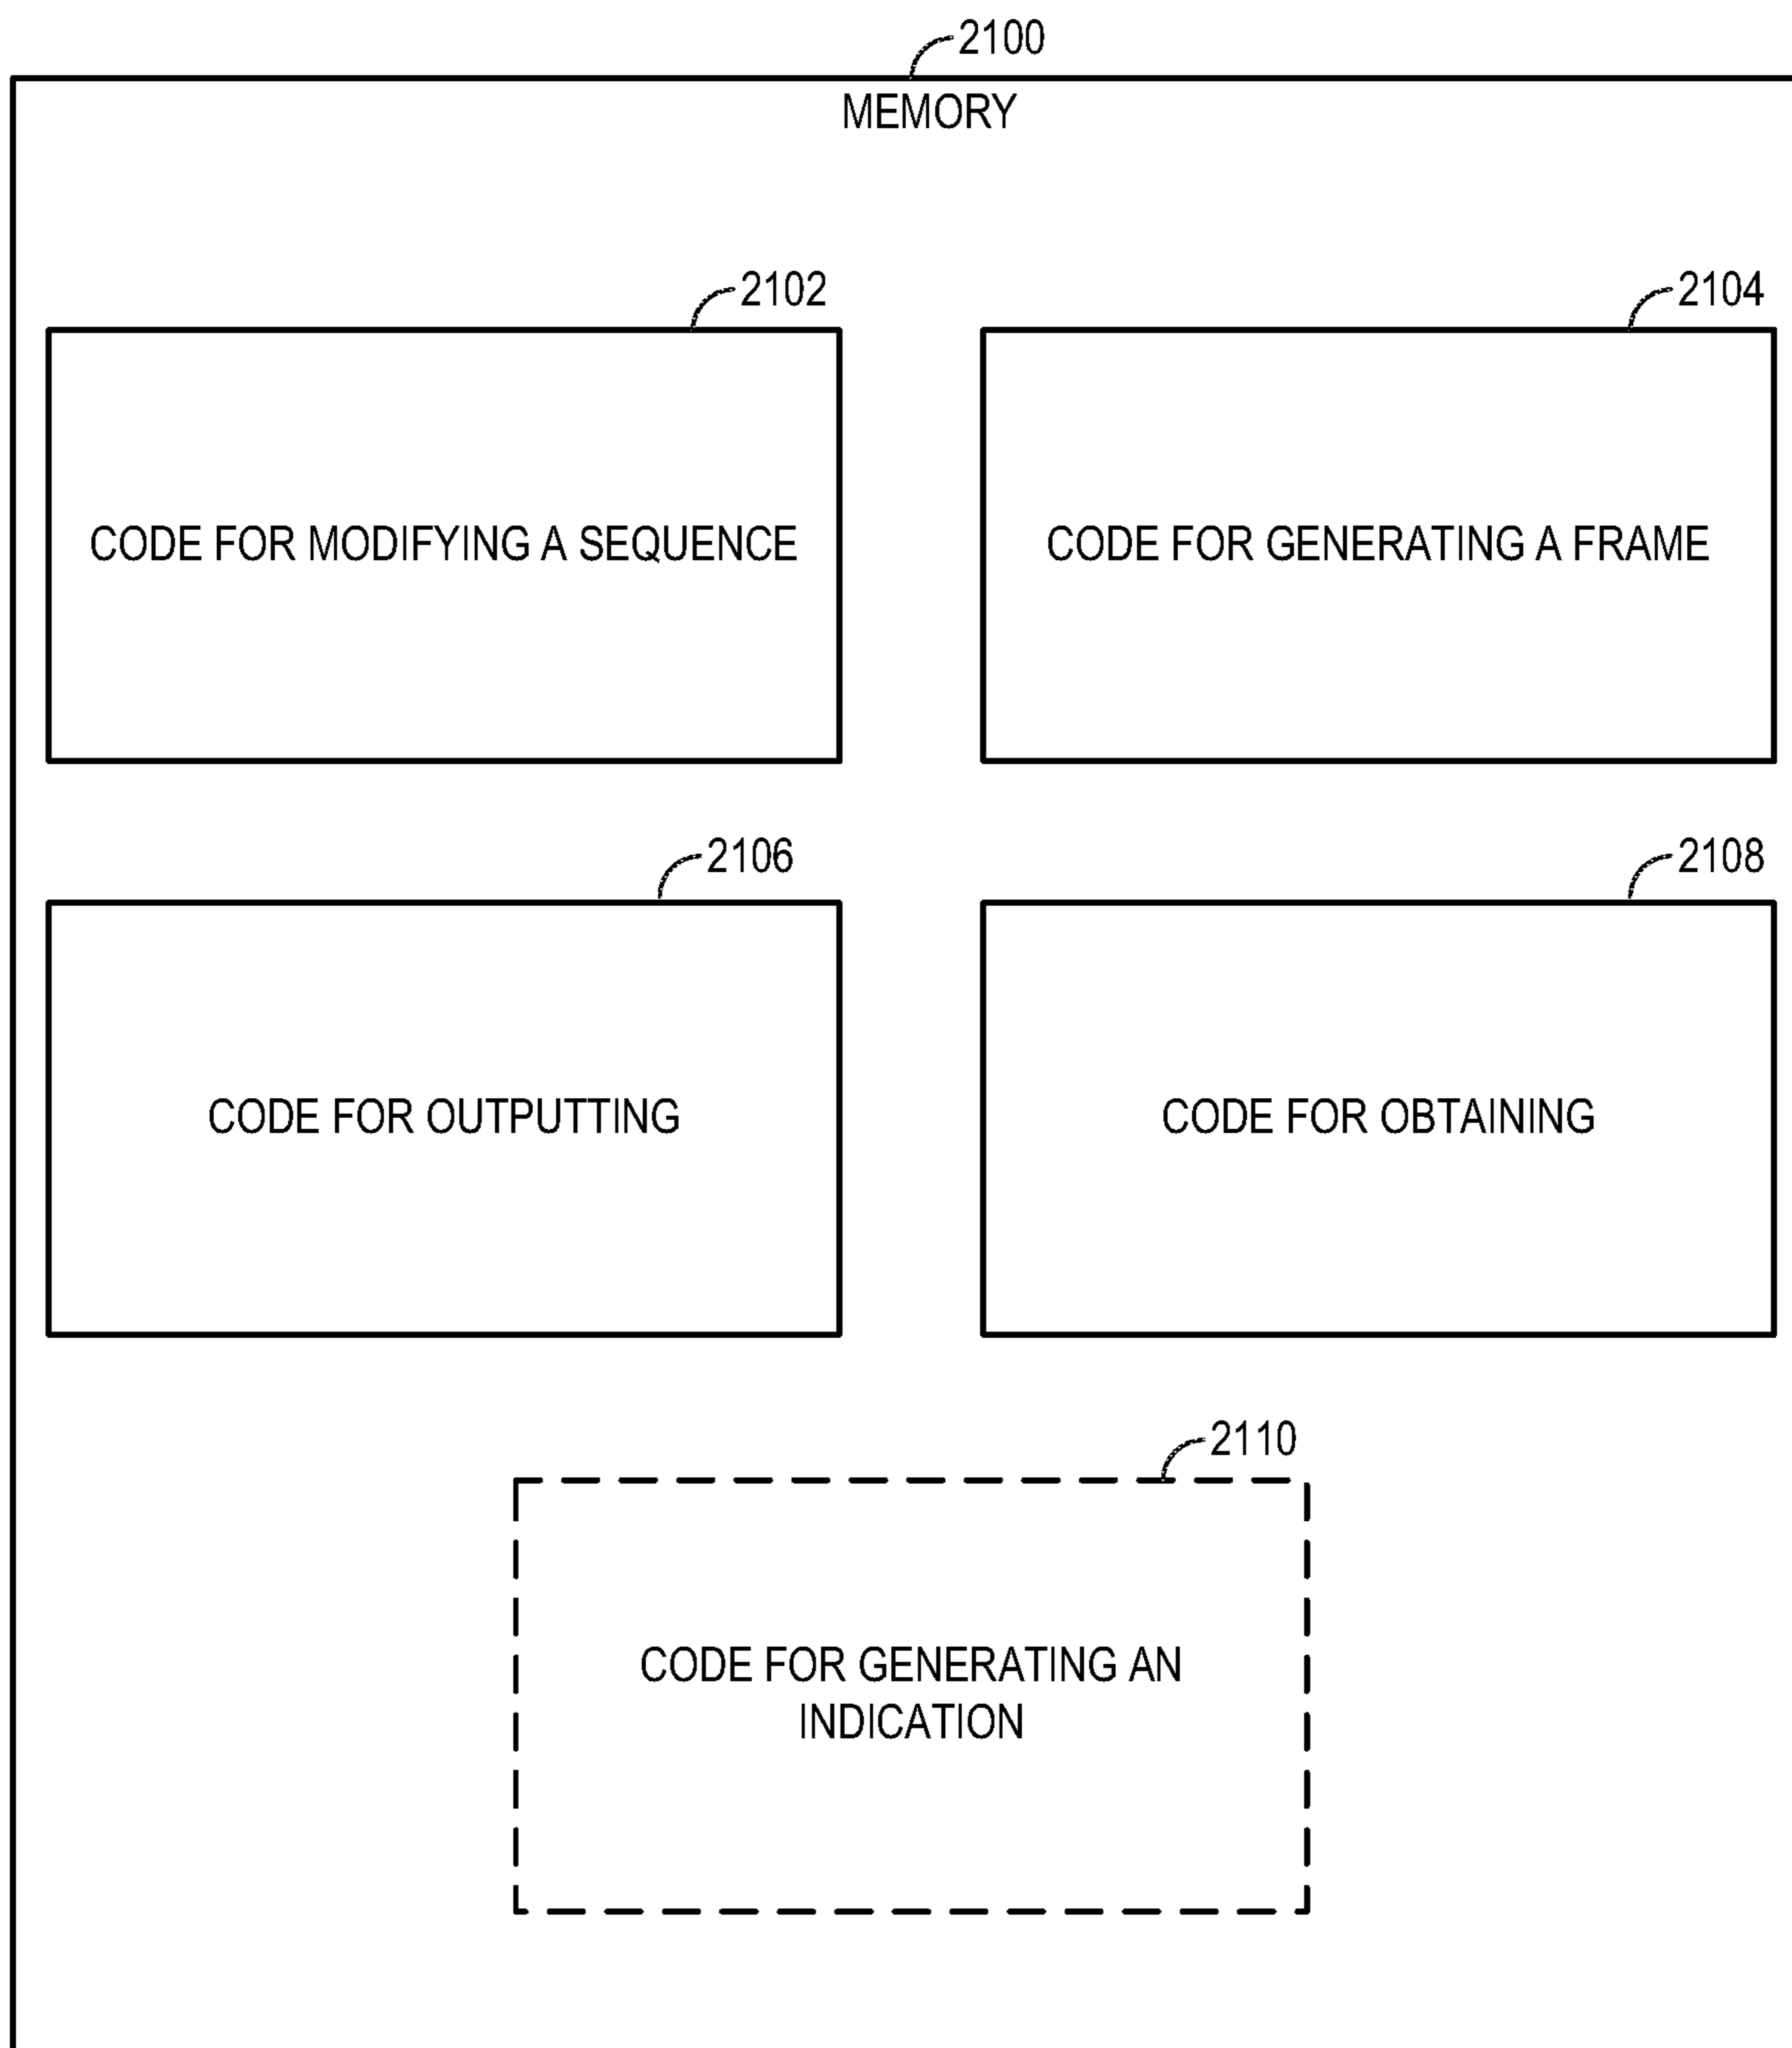 2100
MEMORY
2102
2104
CODE FOR MODIFYING A SEQUENCE
CODE FOR GENERATING A FRAME
2106
2108
CODE FOR OUTPUTTING
CODE FOR OBTAINING
2110
CODE FOR GENERATING AN
INDICATION